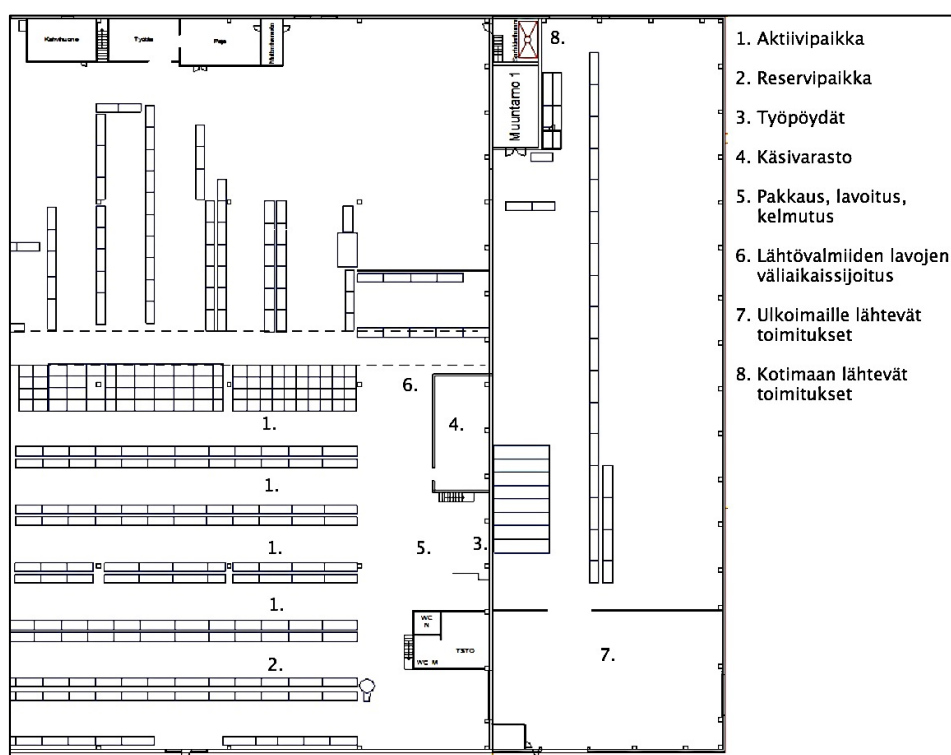 Kahvihuone
Työtila
Paja
8.
Muuntamo 1
1. Aktiivipaikka
2. Reservipaikka
3. Työpöydät
4. Käsivarasto
5. Pakkaus, lavoitus,
kelmutus
6. Lähtövalmiiden lavojen
väliaikaissijoitus
7. Ulkoimaille lähtevät
toimitukset
8. Kotimaan lähtevät
toimitukset
6.
1.
4.
1.
1.
5.
3.
1.
WC
N
TSTO
WC M
2.
7.